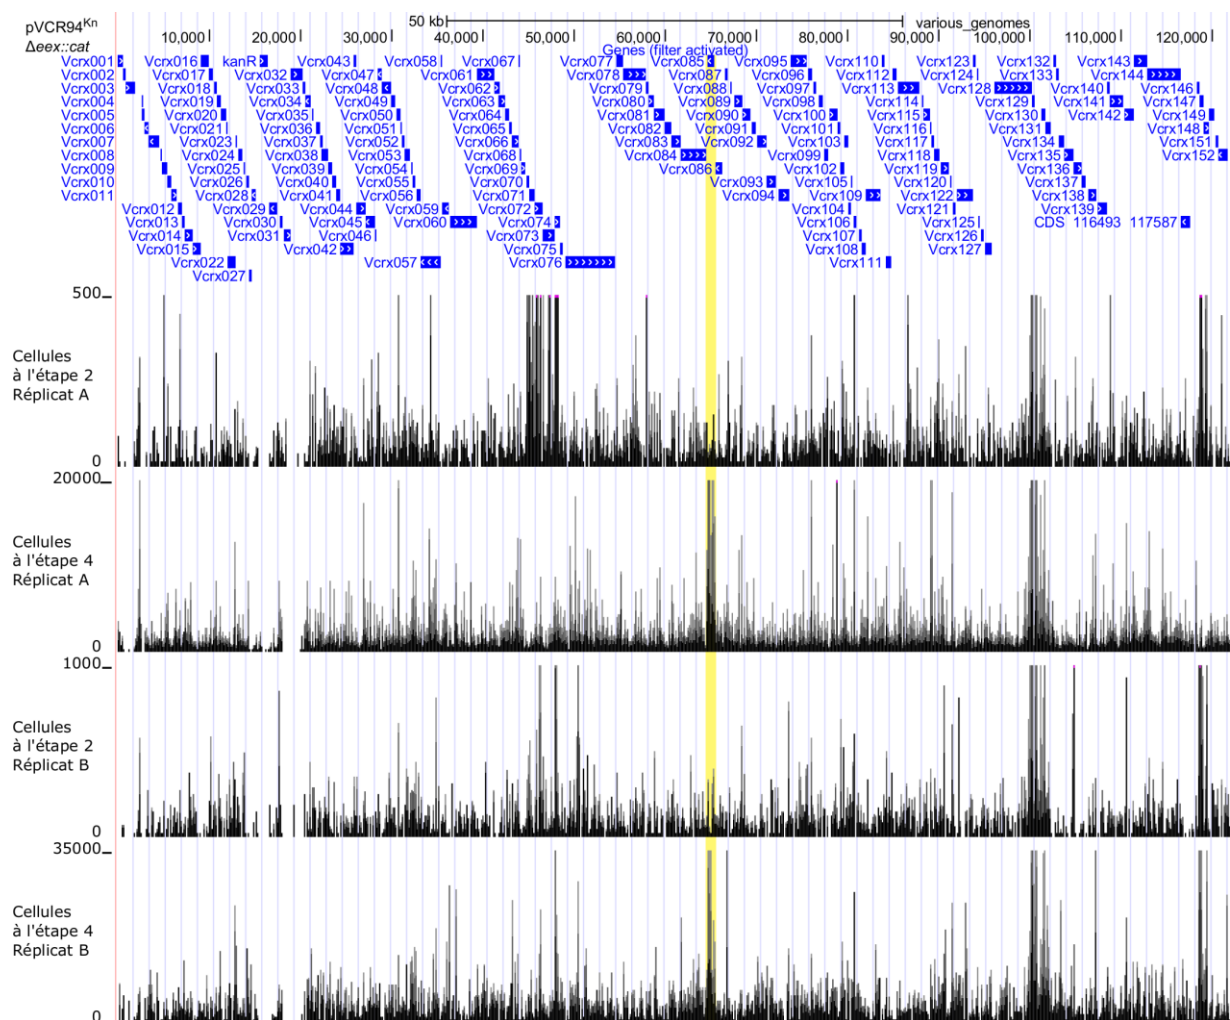 pVCR94Kn
Δeex::cat
50 kb
various_genomes
10,000 20,000 30,000 40,000 50,000 60,000 70,000 80,000 90,000 100,000 110,000 120,000
Genes (filter activated)
Vcrx001 Vcrx016 kanR Vcrx043 Vcrx058 Vcrx067 Vcrx077 Vcrx085 Vcrx095 Vcrx110 Vcrx123 Vcrx132 Vcrx143
Vcrx002 Vcrx017 Vcrx032 Vcrx047 Vcrx061 Vcrx078 Vcrx087 Vcrx096 Vcrx112 Vcrx124 Vcrx133 Vcrx144
Vcrx003 Vcrx018 Vcrx033 Vcrx048 Vcrx062 Vcrx079 Vcrx088 Vcrx097 Vcrx113 Vcrx128 Vcrx140 Vcrx146
Vcrx004 Vcrx019 Vcrx034 Vcrx049 Vcrx063 Vcrx080 Vcrx089 Vcrx098 Vcrx114 Vcrx129 Vcrx141 Vcrx147
Vcrx005 Vcrx020 Vcrx035 Vcrx050 Vcrx064 Vcrx081 Vcrx090 Vcrx100 Vcrx115 Vcrx130 Vcrx142 Vcrx149
Vcrx006 Vcrx021 Vcrx036 Vcrx051 Vcrx065 Vcrx082 Vcrx091 Vcrx101 Vcrx116 Vcrx131 Vcrx148
Vcrx007 Vcrx023 Vcrx037 Vcrx052 Vcrx066 Vcrx083 Vcrx092 Vcrx103 Vcrx117 Vcrx134 Vcrx151
Vcrx008 Vcrx024 Vcrx038 Vcrx053 Vcrx068 Vcrx084 Vcrx099 Vcrx118 Vcrx135 Vcrx152
Vcrx009 Vcrx025 Vcrx039 Vcrx054 Vcrx069 Vcrx086 Vcrx102 Vcrx119 Vcrx136
Vcrx010 Vcrx026 Vcrx040 Vcrx055 Vcrx070 Vcrx093 Vcrx105 Vcrx120 Vcrx137
Vcrx011 Vcrx028 Vcrx041 Vcrx056 Vcrx071 Vcrx094 Vcrx109 Vcrx122 Vcrx138
Vcrx012 Vcrx029 Vcrx044 Vcrx059 Vcrx072 Vcrx104 Vcrx121 Vcrx139
Vcrx013 Vcrx030 Vcrx045 Vcrx060 Vcrx074 Vcrx106 Vcrx125 CDS 116493 117587
Vcrx014 Vcrx031 Vcrx046 Vcrx073 Vcrx107 Vcrx126
Vcrx015 Vcrx042 Vcrx075 Vcrx108 Vcrx127
Vcrx022 Vcrx057 Vcrx076 Vcrx111
Vcrx027
500
Cellules
à l'étape 2
Réplicat A
0
20000
Cellules
à l'étape 4
Réplicat A
0
1000
Cellules
à l'étape 2
Réplicat B
0
35000
Cellules
à l'étape 4
Réplicat B
0